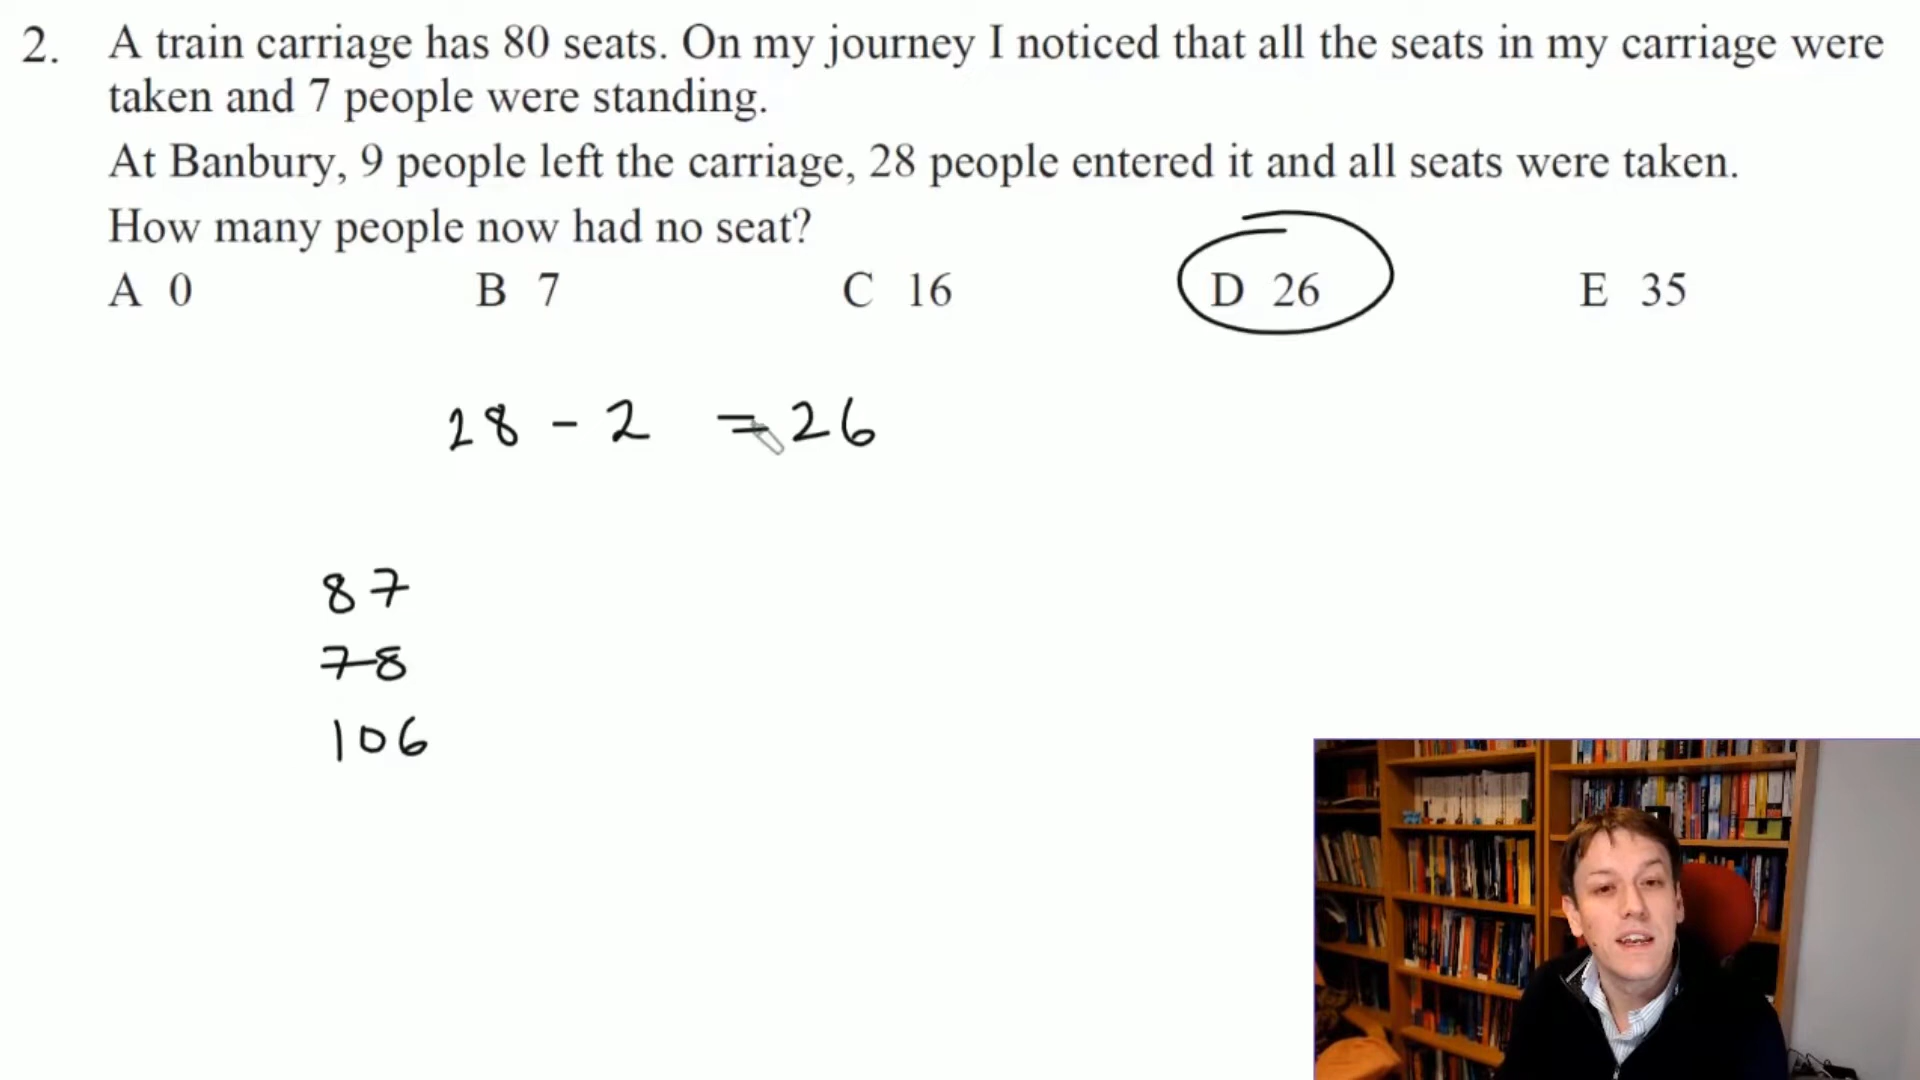 2. A train carriage has 80 seats. On my journey I noticed that all the seats in my carriage were
taken and 7 people were standing.
At Banbury, 9 people left the carriage, 28 people entered it and all seats were taken.
How many people now had no seat?
A 0 B 7 C 16 D 26 E 35
28 - 2 = 26
87
78
106